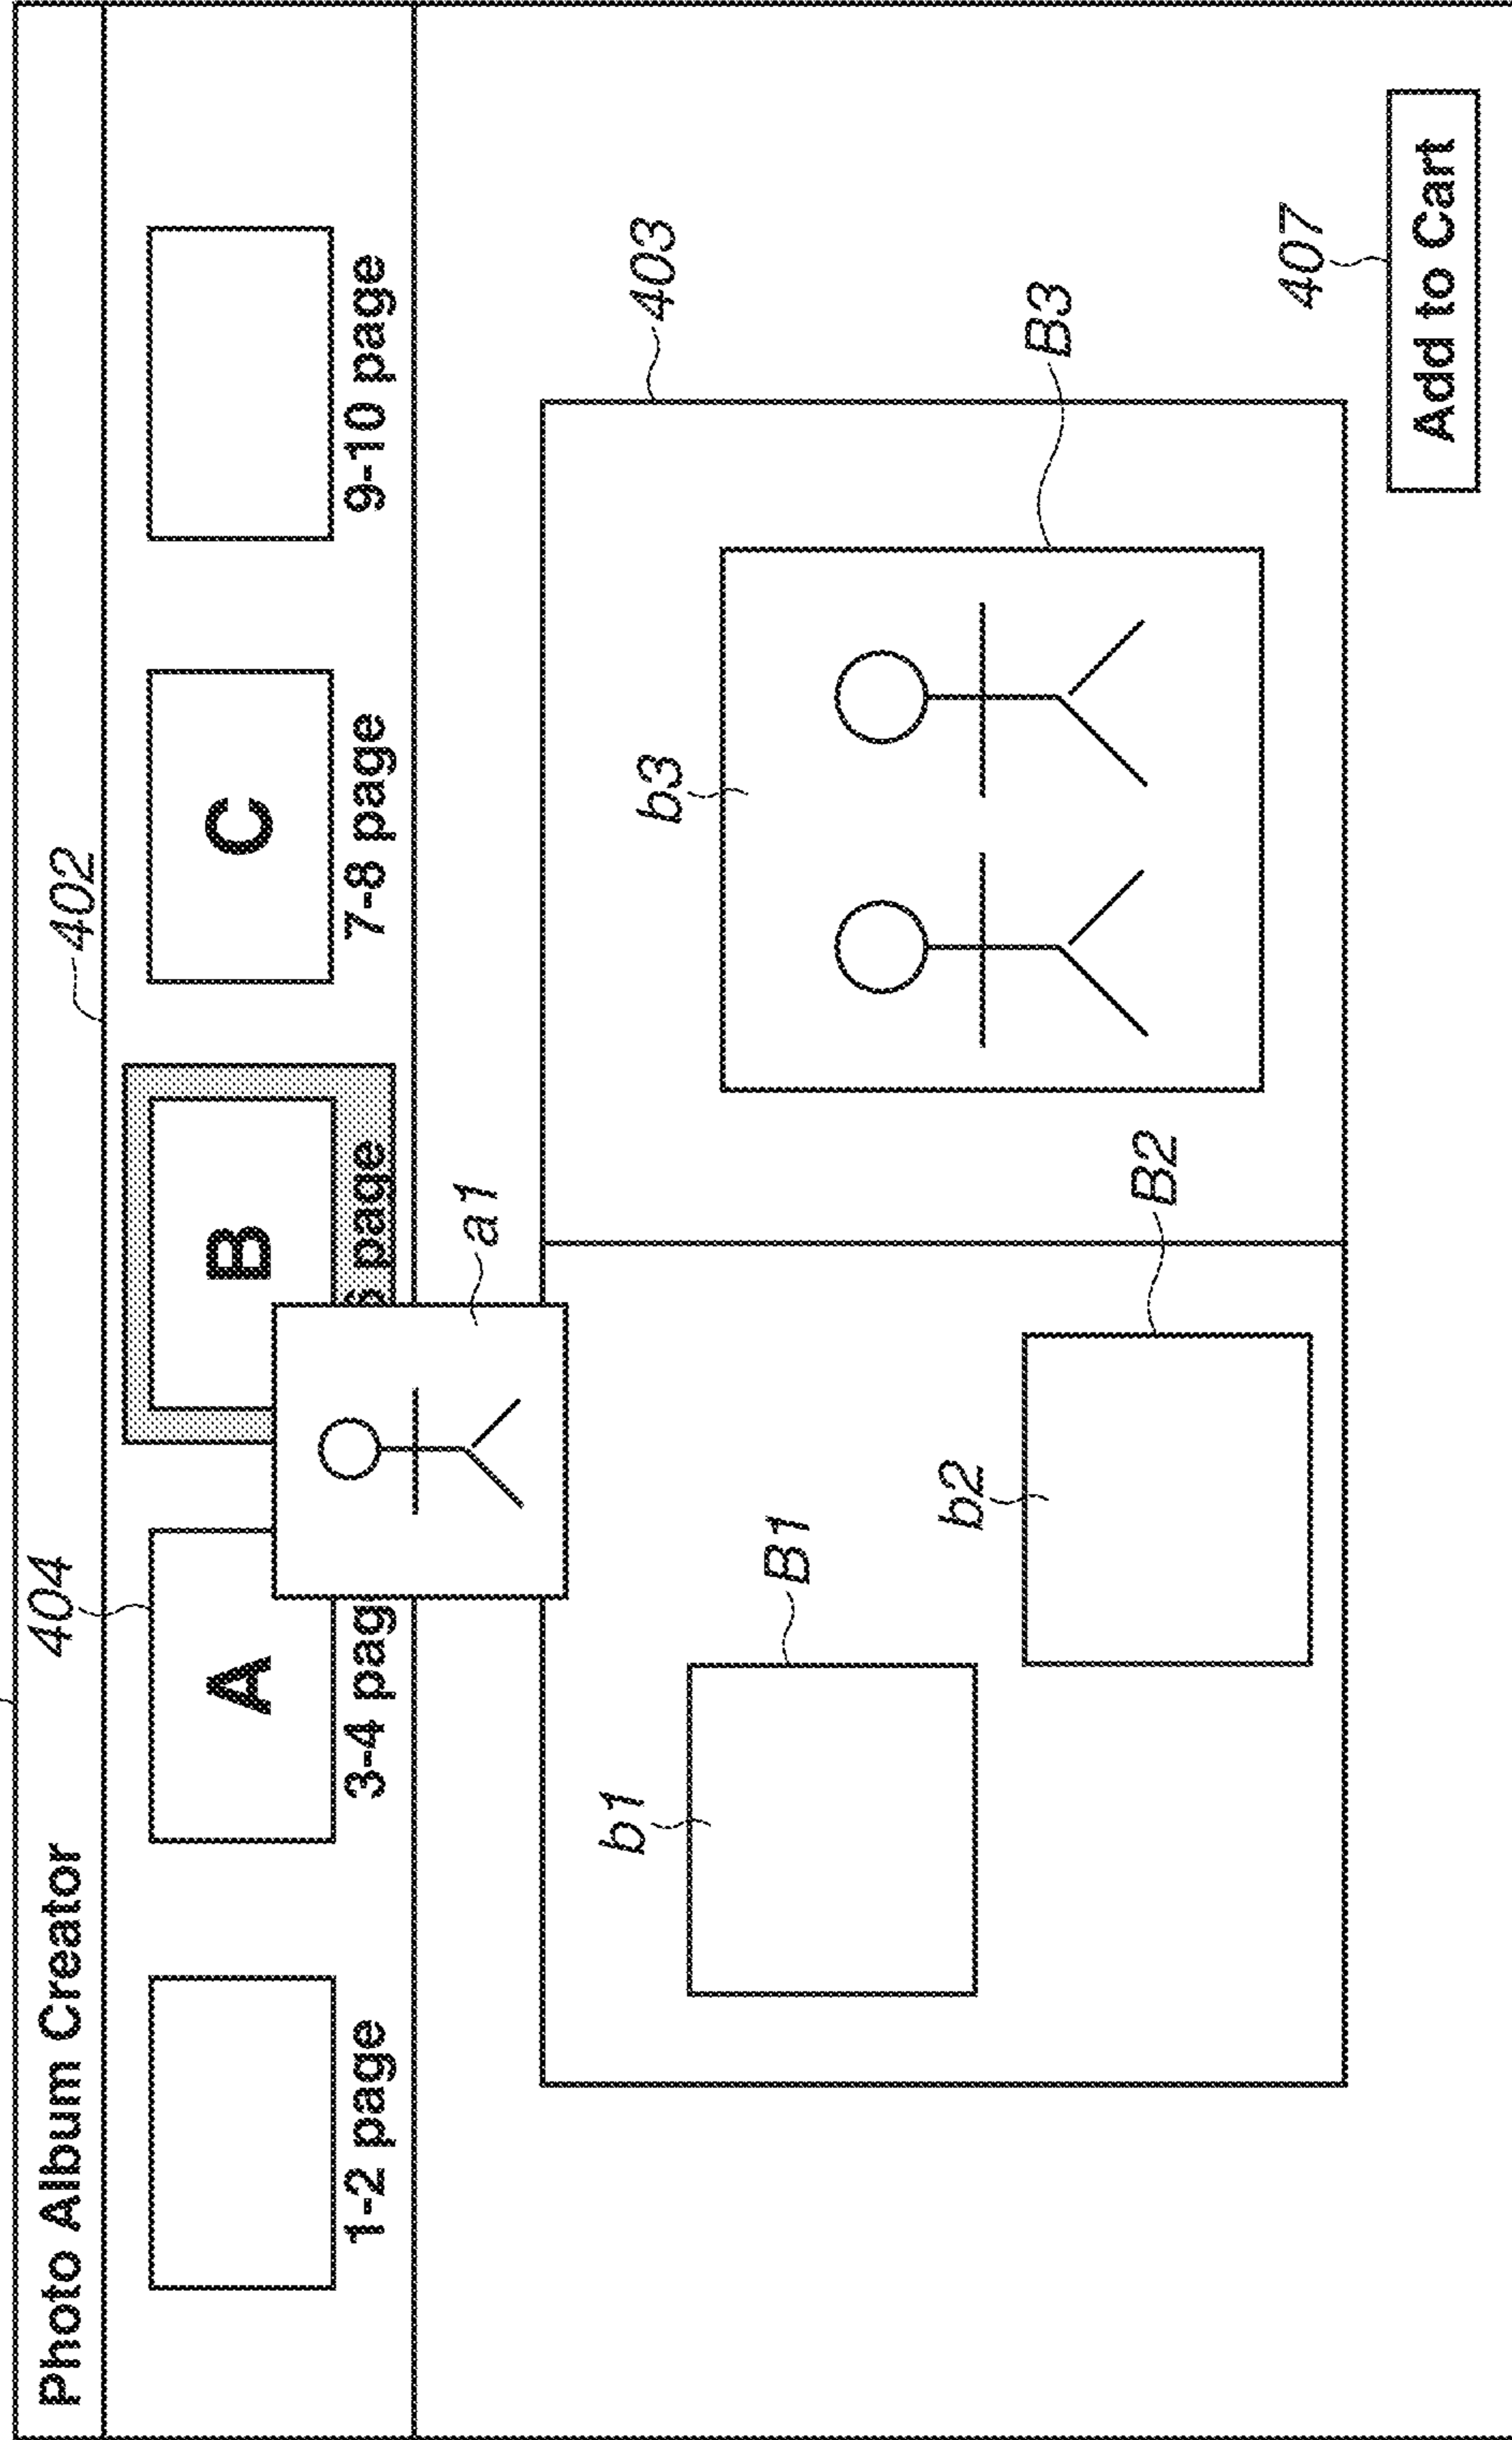 Photo Album Creator
404
402
A
B
C
1-2 page
3-4 pag
page
7-8 page
9-10 page
a1
403
b1
B1
b2
B2
b3
B3
407
Add to Cart